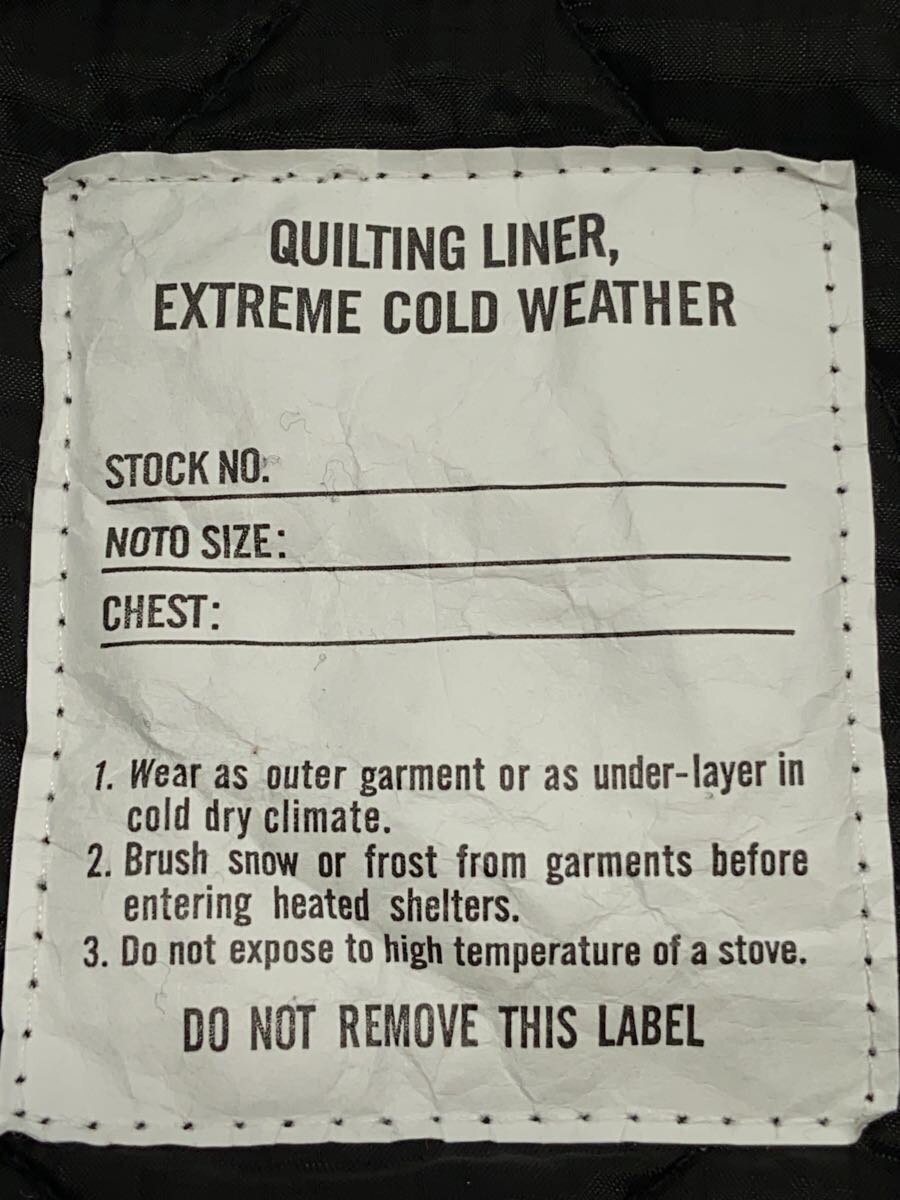 QUILTING LINER,
EXTREME COLD WEATHER
STOCK NO:
NOTO SIZE:
CHEST:
1. Wear as outer garment or as under-layer in
cold dry climate.
2. Brush snow or frost from garments before
entering heated shelters.
3. Do not expose to high temperature of a stove.
DO NOT REMOVE THIS LABEL